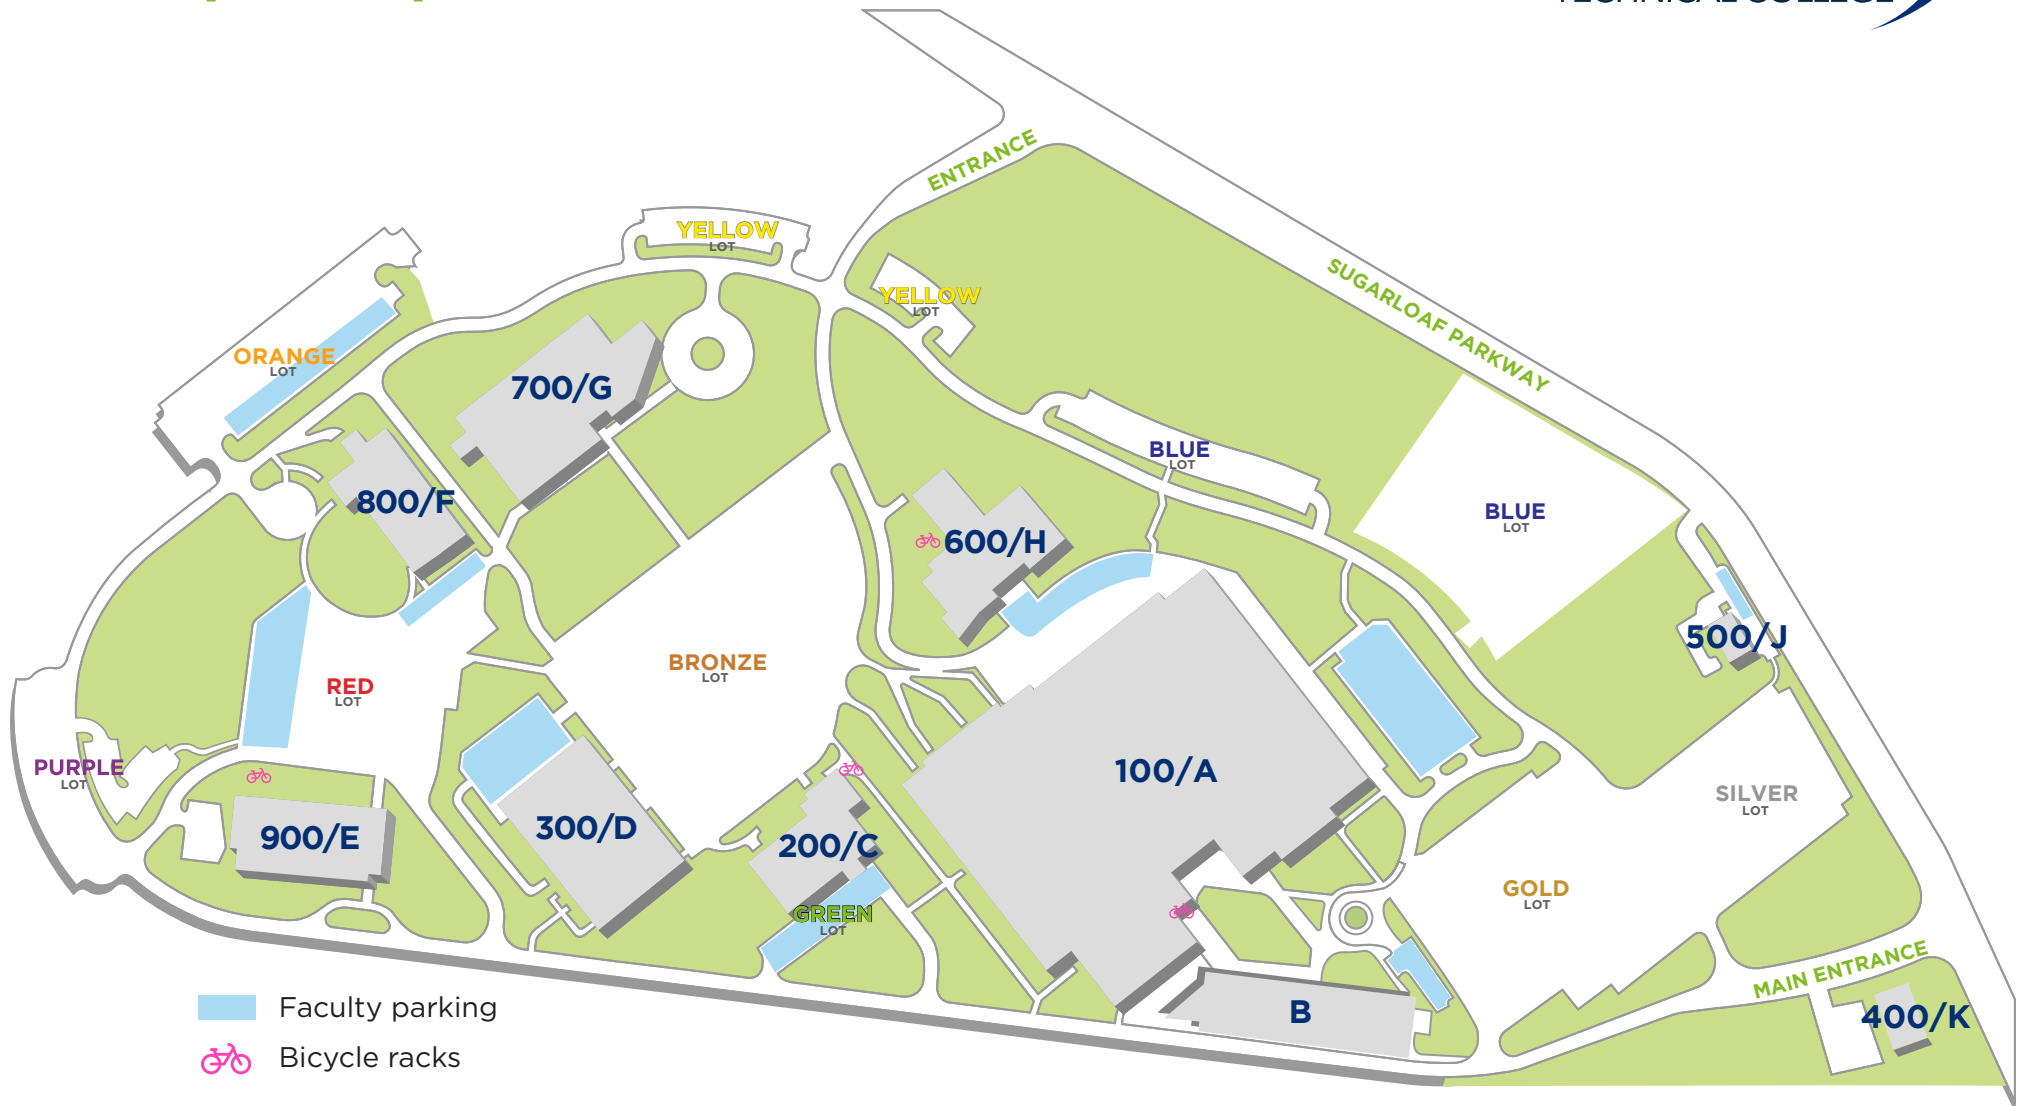 TECHNICAL COLLEGE
ENTRANCE
YELLOW
LOT
YELLOW
LOT
SUGARLOAF PARKWAY
ORANGE
LOT
700/G
BLUE
LOT
800/F
BLUE
LOT
600/H
500/J
BRONZE
LOT
RED
LOT
PURPLE
LOT
100/A
SILVER
LOT
900/E
300/D
200/C
GOLD
LOT
GREEN
LOT
MAIN ENTRANCE
B
400/K
Faculty parking
Bicycle racks